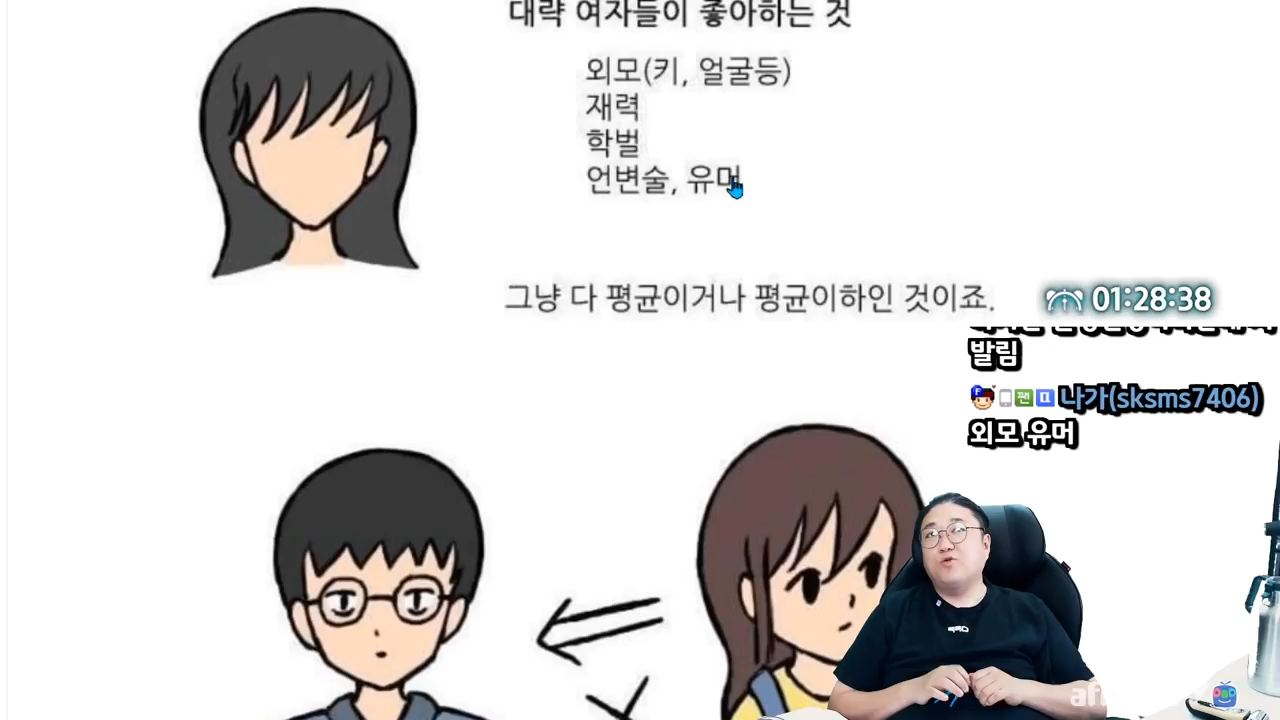 대략 여자들이 좋아하는 것
외모(키, 얼굴등)
재력
학벌
언변술, 유머
그냥 다 평균이거나 평균이하인 것이죠.
01:28:38
발림
F 팬 나가(sksms7406)
외모 유머